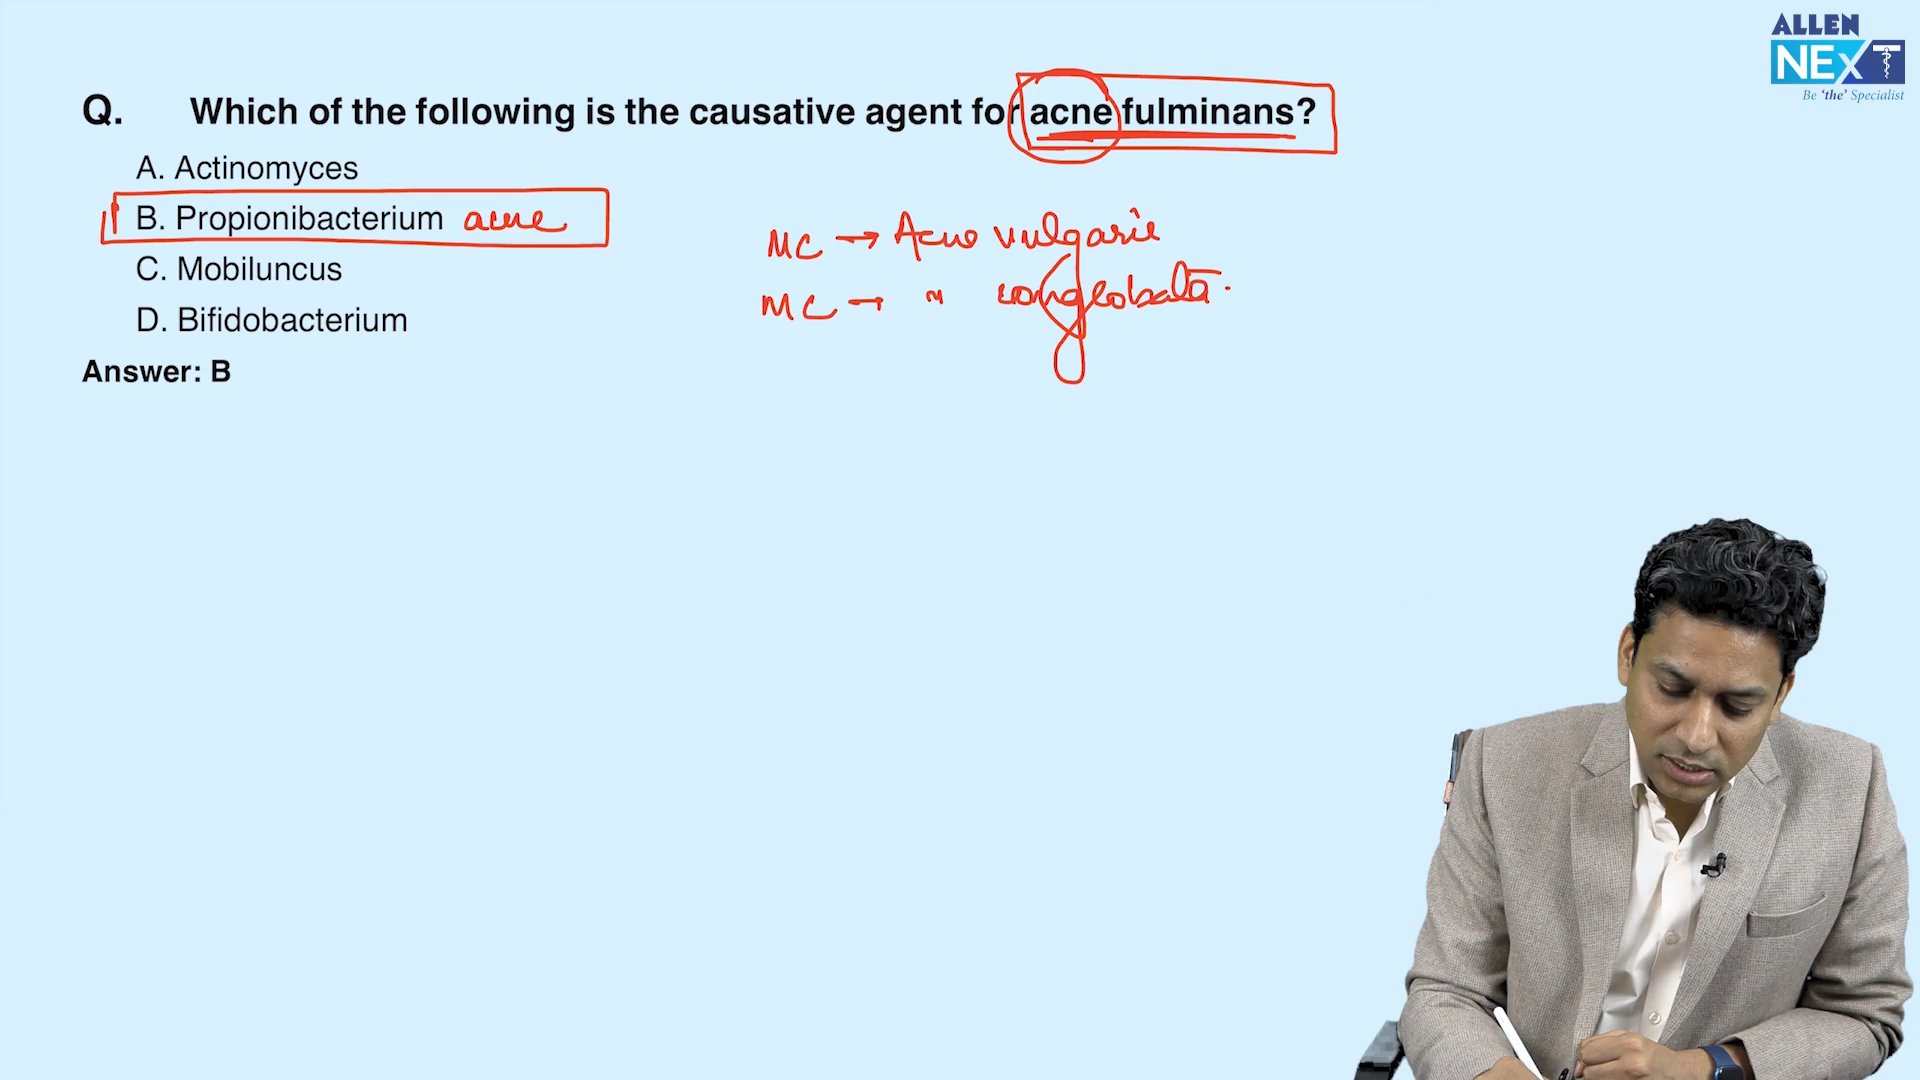 ALLEN
NExT
Be 'the' Specialist
Q. Which of the following is the causative agent for acne fulminans?
A. Actinomyces
B. Propionibacterium acne
C. Mobiluncus
D. Bifidobacterium
Answer: B
MC → Acne vulgaris
MC → " conglobata.